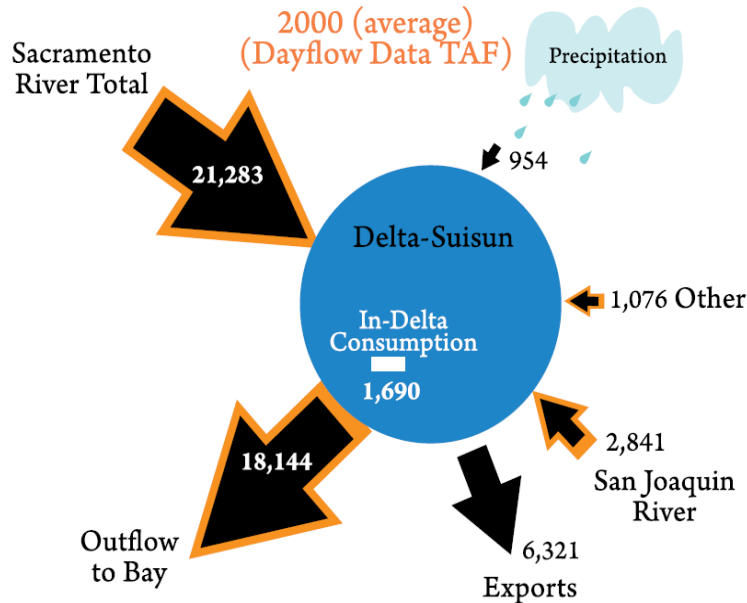 2000 (average)
(Dayflow Data TAF)
Sacramento
River Total
Precipitation
21,283
954
Delta-Suisun
1,076 Other
In-Delta
Consumption
1,690
18,144
2,841
San Joaquin
River
Outflow
to Bay
6,321
Exports